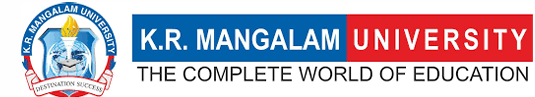 K.R. MANGALAM UNIVERSITY
DESTINATION SUCCESS
K.R. MANGALAM UNIVERSITY
THE COMPLETE WORLD OF EDUCATION